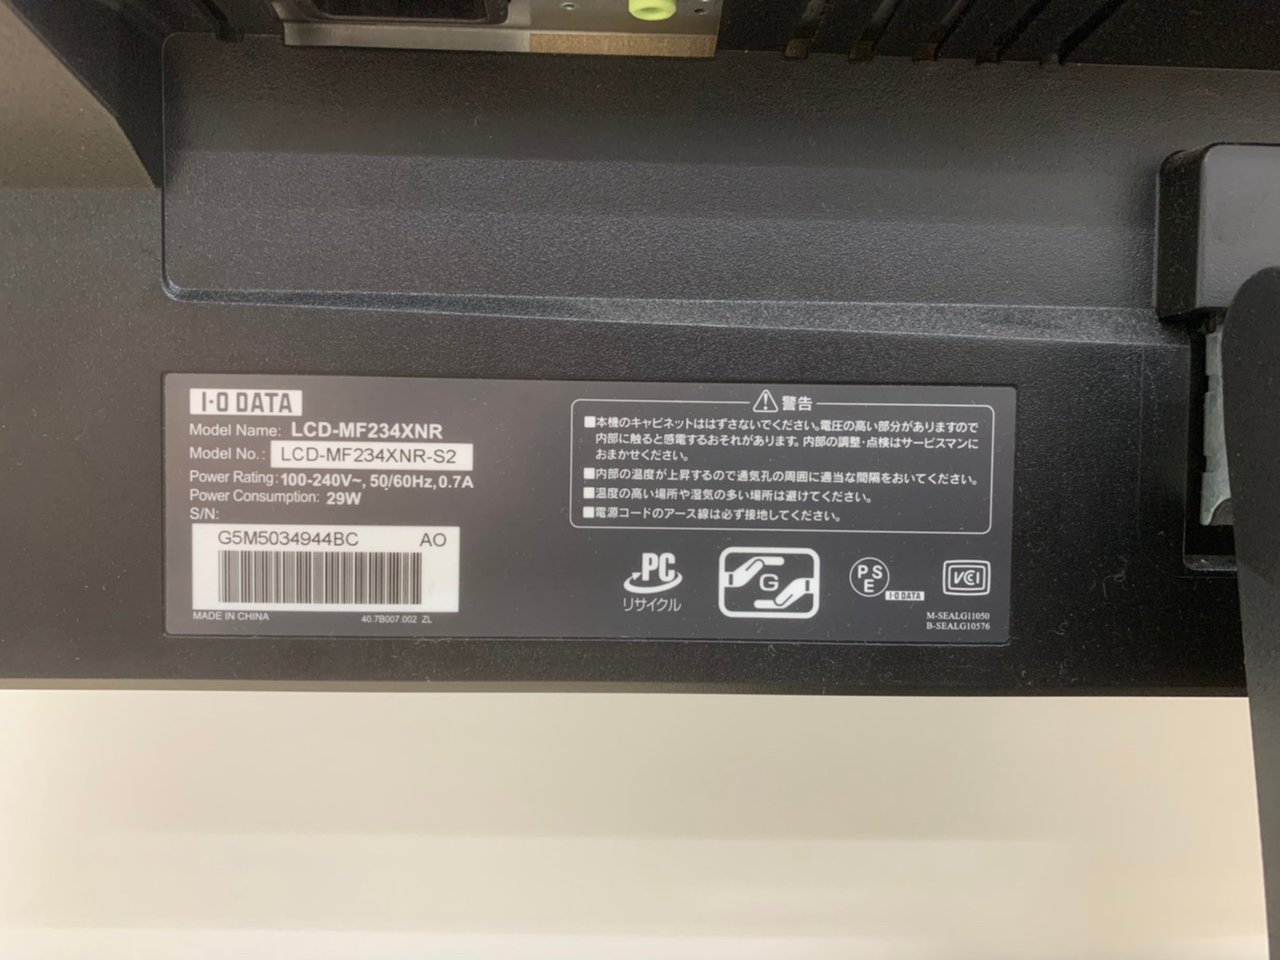 I-O DATA
Model Name: LCD-MF234XNR
Model No.: LCD-MF234XNR-S2
Power Rating: 100-240V~, 50/60Hz, 0.7A
Power Consumption: 29W
S/N:
G5M5034944BC AO
MADE IN CHINA 40.7B007.002 ZL
警告
■本機のキャビネットははずさないでください。電圧の高い部分がありますので
内部に触ると感電するおそれがあります。内部の調整・点検はサービスマンに
おまかせください。
■内部の温度が上昇するので通気孔の周囲に適当な間隔をおいてください。
■温度の高い場所や湿気の多い場所は避けてください。
■電源コードのアース線は必ず接地してください。
PC
リサイクル
G
PSE
I-O DATA
VCI
M-SEALG11050
B-SEALG10576